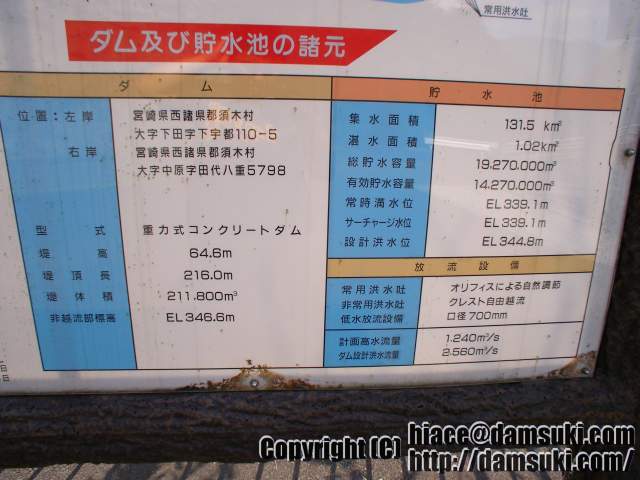 常用洪水吐
ダム及び貯水池の諸元
ダム
位置:左岸 宮崎県西諸県郡須木村
大字下田字下宇都110-5
右岸 宮崎県西諸県郡須木村
大字中原字田代八重5798
型式 重力式コンクリートダム
堤高 64.6m
堤頂長 216.0m
堤体積 211.800m³
非越流部標高 EL346.6m
貯水池
集水面積 131.5 km²
湛水面積 1.02km²
総貯水容量 19.270.000m³
有効貯水容量 14.270.000m³
常時満水位 EL339.1m
サーチャージ水位 EL339.1m
設計洪水位 EL344.8m
放流設備
常用洪水吐 オリフィスによる自然調節
非常用洪水吐 クレスト自由越流
低水放流設備 口径700mm
計画高水流量 1.240m³/s
ダム設計洪水流量 2.560m³/s
Copyright (C) hiace@damsuki.com
http://damsuki.com/